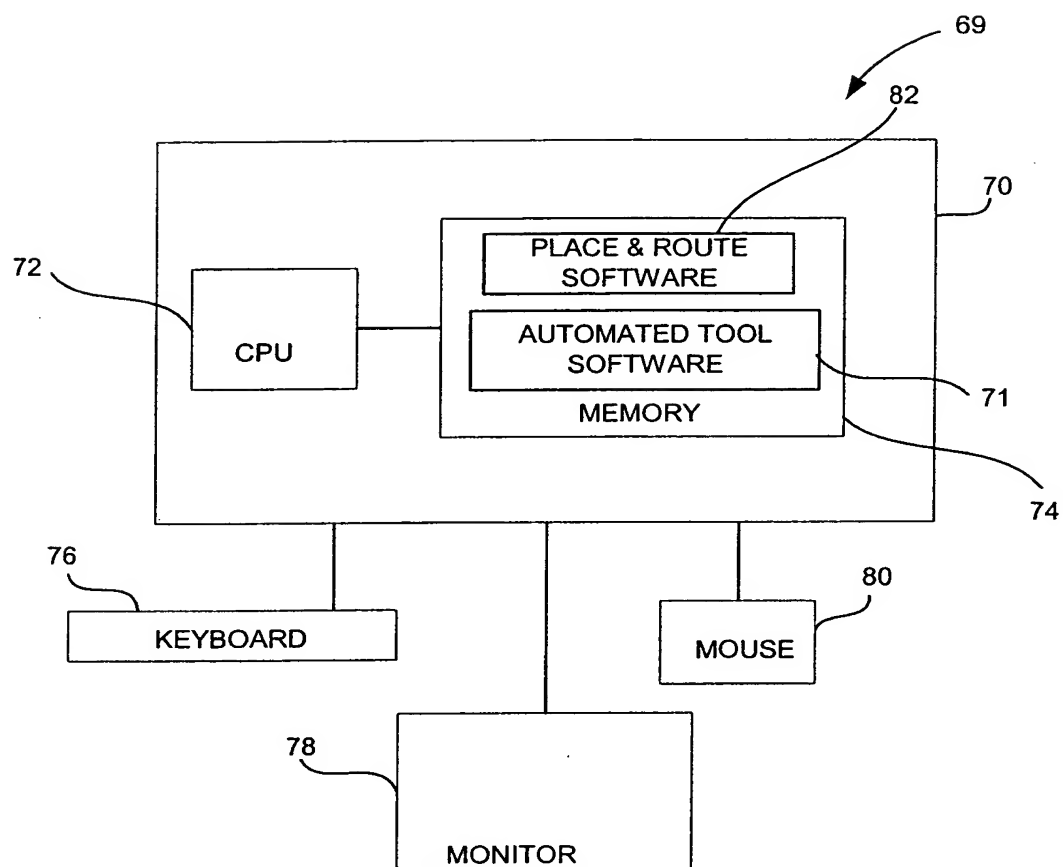 69
82
70
PLACE & ROUTE
SOFTWARE
72
CPU
AUTOMATED TOOL
SOFTWARE
71
MEMORY
74
76
KEYBOARD
80
MOUSE
78
MONITOR